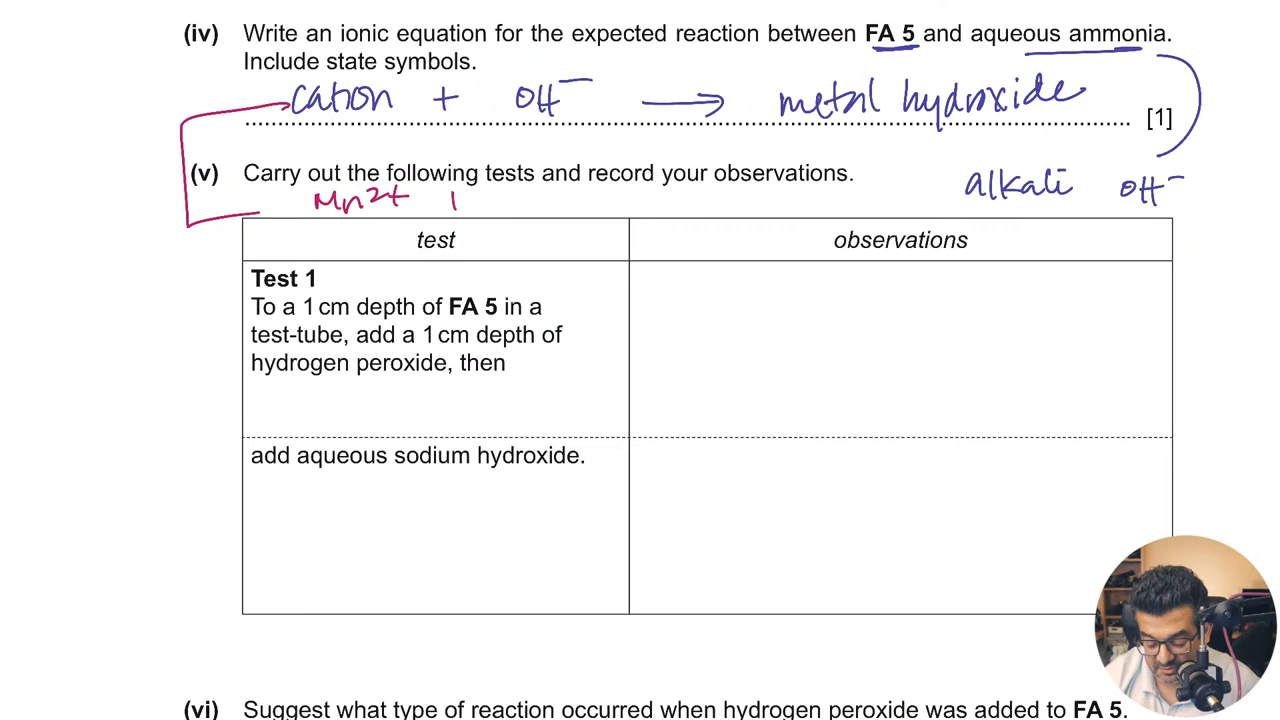 (iv) Write an ionic equation for the expected reaction between FA 5 and aqueous ammonia.
Include state symbols.
cation + OH⁻ ⟶ metal hydroxide
[1]
(v) Carry out the following tests and record your observations.
alkali OH⁻
Mn2+ 1
test observations
Test 1
To a 1 cm depth of FA 5 in a
test-tube, add a 1 cm depth of
hydrogen peroxide, then
add aqueous sodium hydroxide.
(vi) Suggest what type of reaction occurred when hydrogen peroxide was added to FA 5.